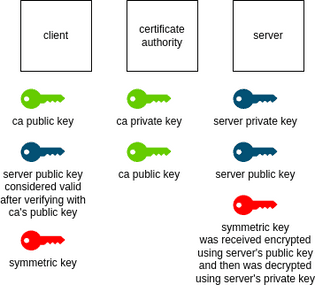 client
certificate
authority
server
ca public key
ca private key
server private key
server public key
considered valid
after verifying with
ca's public key
ca public key
server public key
symmetric key
symmetric key
was received encrypted
using server's public key
and then was decrypted
using server's private key